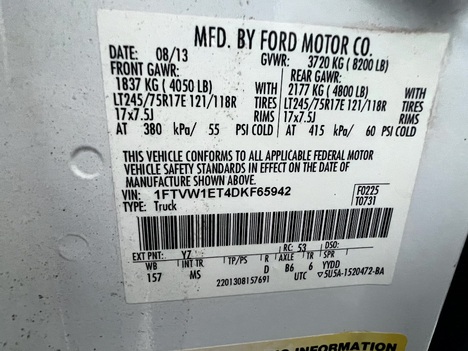 MFD. BY FORD MOTOR CO.
DATE: 08/13 GVWR: 3720 KG ( 8200 LB)
FRONT GAWR: REAR GAWR:
1837 KG ( 4050 LB) WITH 2177 KG ( 4800 LB) WITH
LT245/75R17E 121/118R TIRES LT245/75R17E 121/118R TIRES
17x7.5J RIMS 17x7.5J RIMS
AT 380 kPa/ 55 PSI COLD AT 415 kPa/ 60 PSI COLD
THIS VEHICLE CONFORMS TO ALL APPLICABLE FEDERAL MOTOR
VEHICLE SAFETY STANDARDS IN EFFECT ON THE DATE OF
MANUFACTURE SHOWN ABOVE.
VIN: 1FTVW1ET4DKF65942 F0225
TYPE: Truck T0731
EXT PNT: YZ RC: 53 DSO:
WB INT TR TP/PS R AXLE TR SPR
157 MS D B6 6 YYDD
2201308157691 UTC ▽5U5A-1520472-BA
INFORMATION